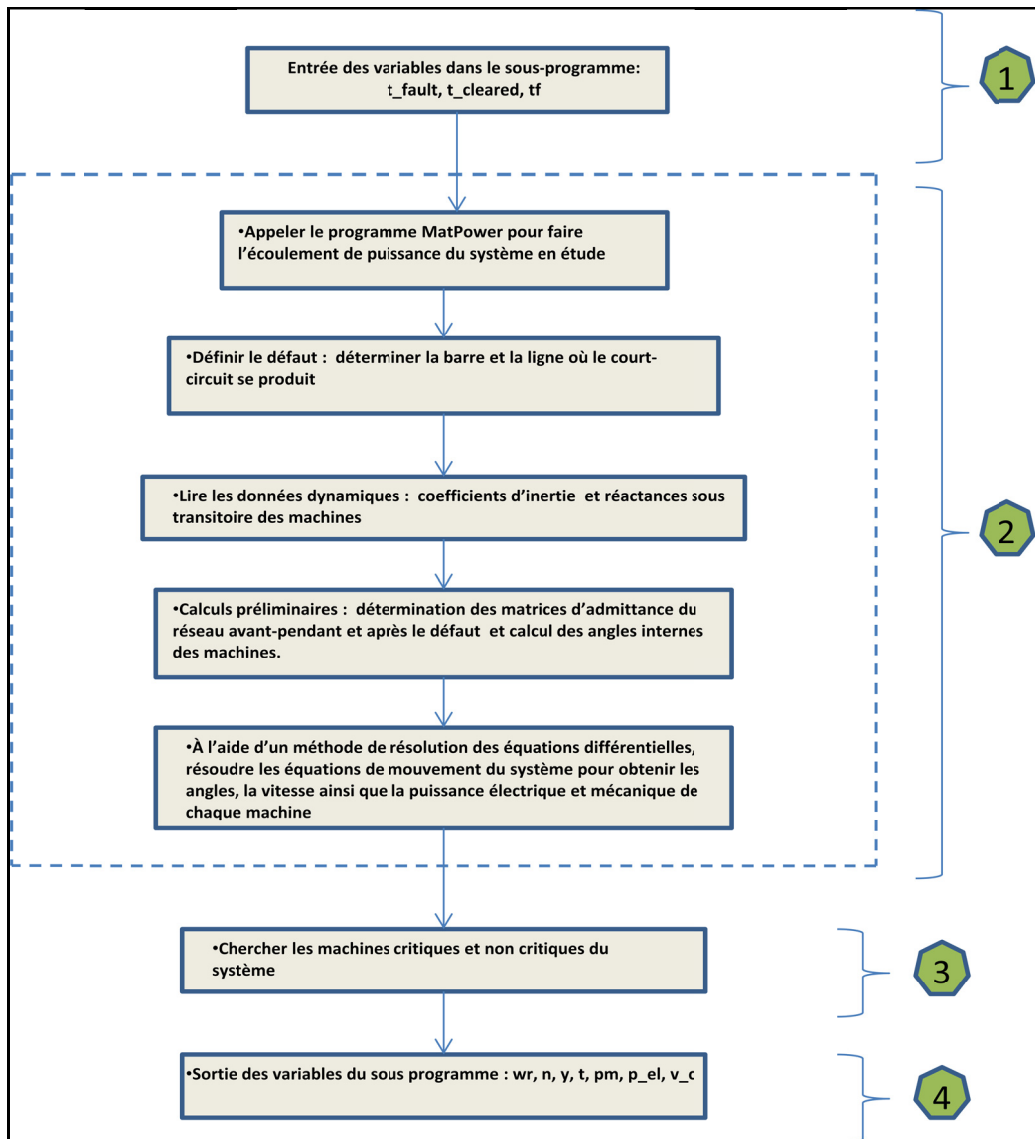 Entrée des variables dans le sous-programme:
t_fault, t_cleared, tf
1
•Appeler le programme MatPower pour faire
l’écoulement de puissance du système en étude
•Définir le défaut : déterminer la barre et la ligne où le court-
circuit se produit
•Lire les données dynamiques : coefficients d’inertie et réactances sous
transitoire des machines
2
•Calculs préliminaires : détermination des matrices d’admittance du
réseau avant-pendant et après le défaut et calcul des angles internes
des machines.
•À l’aide d’un méthode de résolution des équations différentielles,
résoudre les équations de mouvement du système pour obtenir les
angles, la vitesse ainsi que la puissance électrique et mécanique de
chaque machine
•Chercher les machines critiques et non critiques du
système
3
•Sortie des variables du sous programme : wr, n, y, t, pm, p_el, v_c
4